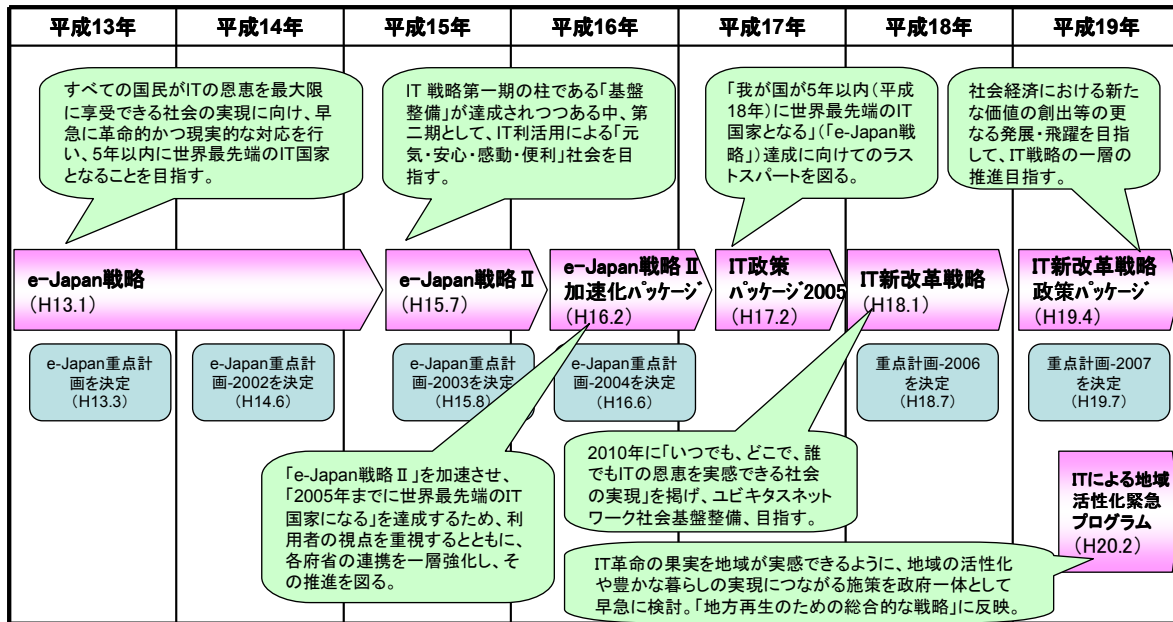 平成13年
平成14年
平成15年
平成16年
平成17年
平成18年
平成19年
すべての国民がITの恩恵を最大限
に享受できる社会の実現に向け、早
急に革命的かつ現実的な対応を行
い、5年以内に世界最先端のIT国家
となることを目指す。
IT 戦略第一期の柱である「基盤
整備」が達成されつつある中、第
二期として、IT利活用による「元
気・安心・感動・便利」社会を目
指す。
「我が国が5年以内(平成
18年)に世界最先端のIT
国家となる」(「e-Japan戦
略」)達成に向けてのラス
トスパートを図る。
社会経済における新た
な価値の創出等の更
なる発展・飛躍を目指
して、IT戦略の一層の
推進目指す。
e-Japan戦略
(H13.1)
e-Japan戦略Ⅱ
(H15.7)
e-Japan戦略Ⅱ
加速化パッケージ
(H16.2)
IT政策
パッケージ2005
(H17.2)
IT新改革戦略
(H18.1)
IT新改革戦略
政策パッケージ
(H19.4)
e-Japan重点計
画を決定
(H13.3)
e-Japan重点計
画-2002を決定
(H14.6)
e-Japan重点計
画-2003を決定
(H15.8)
e-Japan重点計
画-2004を決定
(H16.6)
重点計画-2006
を決定
(H18.7)
重点計画-2007
を決定
(H19.7)
「e-Japan戦略Ⅱ」を加速させ、
「2005年までに世界最先端のIT
国家になる」を達成するため、利
用者の視点を重視するとともに、
各府省の連携を一層強化し、そ
の推進を図る。
2010年に「いつでも、どこで、誰
でもITの恩恵を実感できる社会
の実現」を掲げ、ユビキタスネット
ワーク社会基盤整備、目指す。
ITによる地域
活性化緊急
プログラム
(H20.2)
IT革命の果実を地域が実感できるように、地域の活性化
や豊かな暮らしの実現につながる施策を政府一体として
早急に検討。「地方再生のための総合的な戦略」に反映。